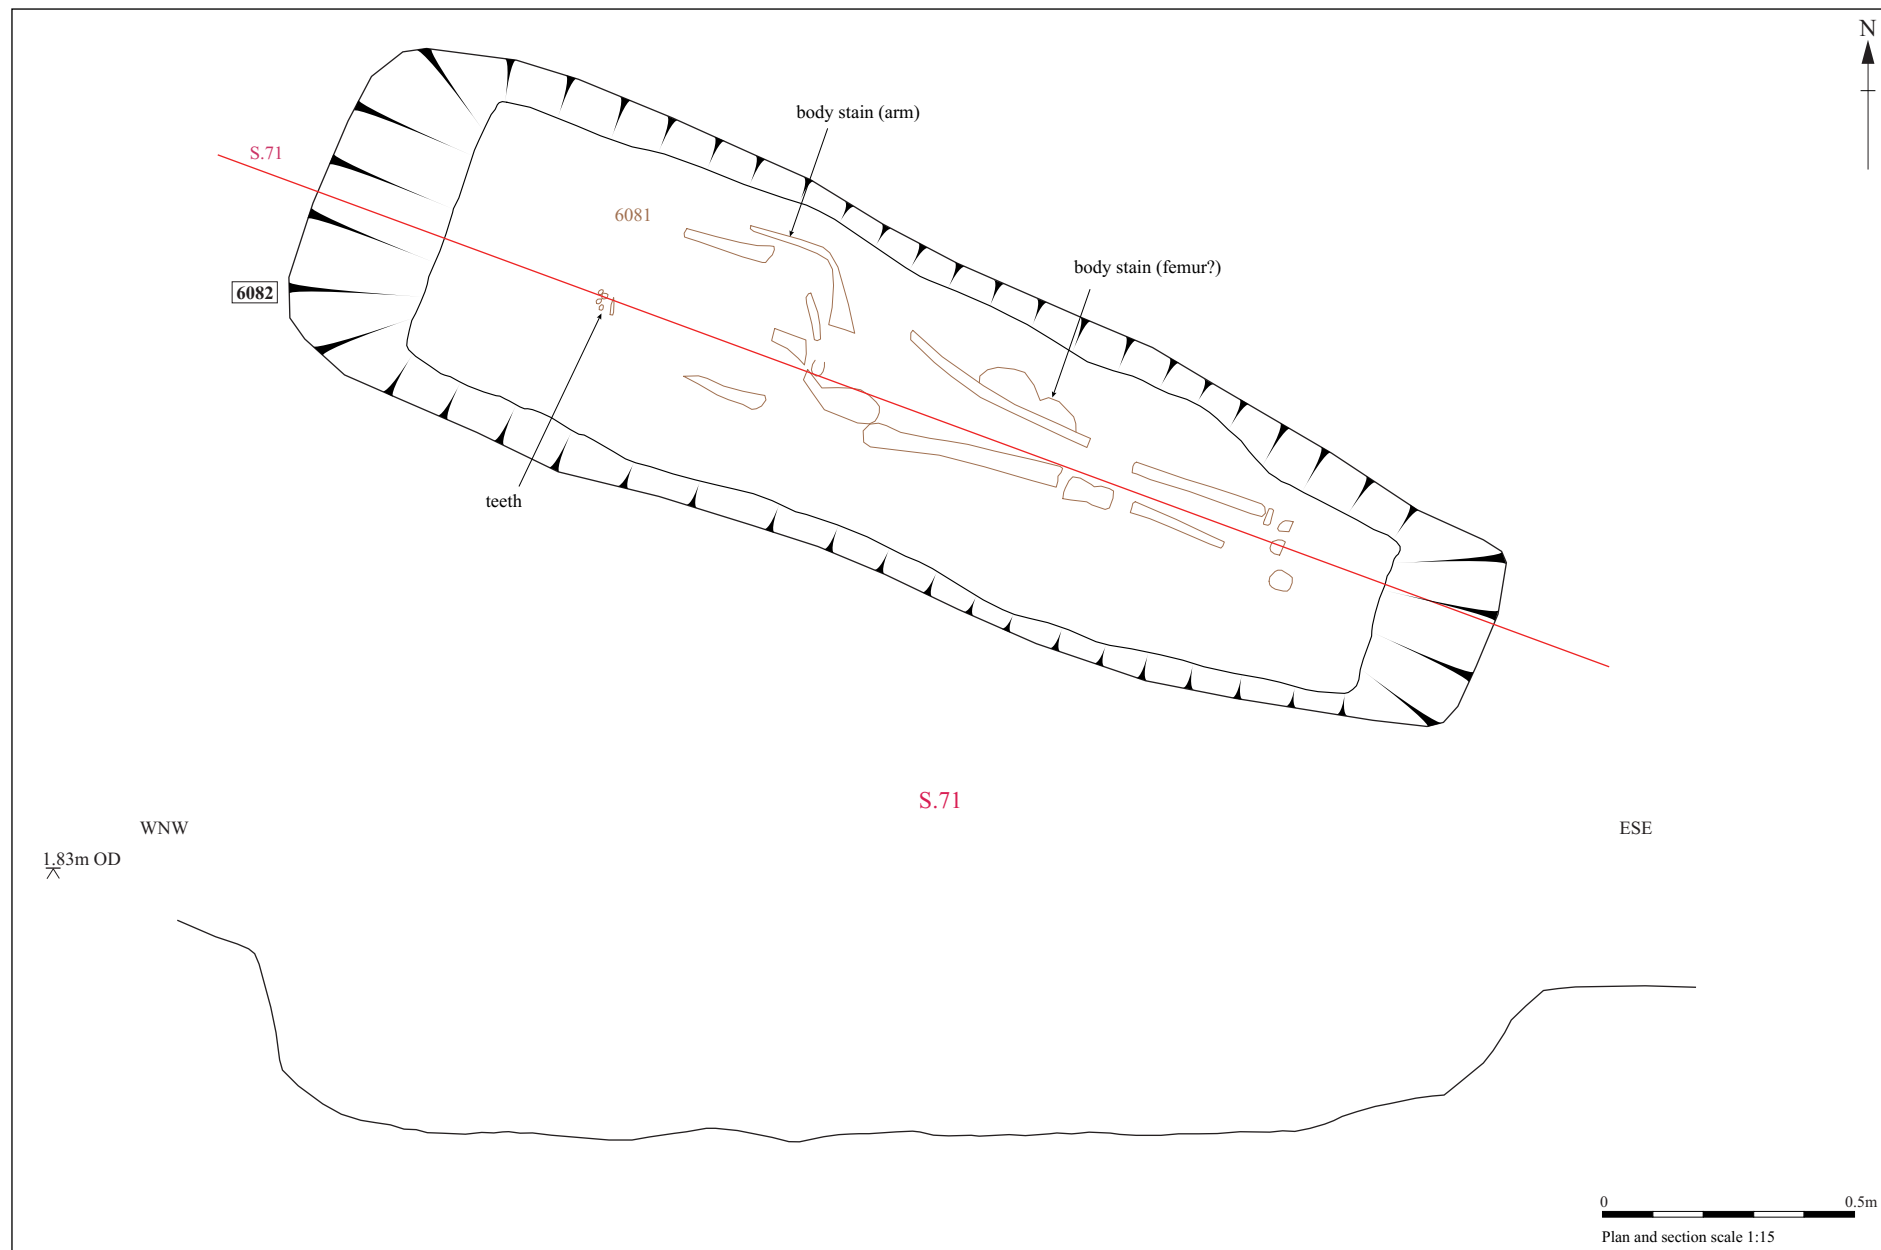 N
body stain (arm)
S.71
6081
body stain (femur?)
6082
teeth
S.71
WNW
ESE
1.83m OD
0
0.5m
Plan and section scale 1:15